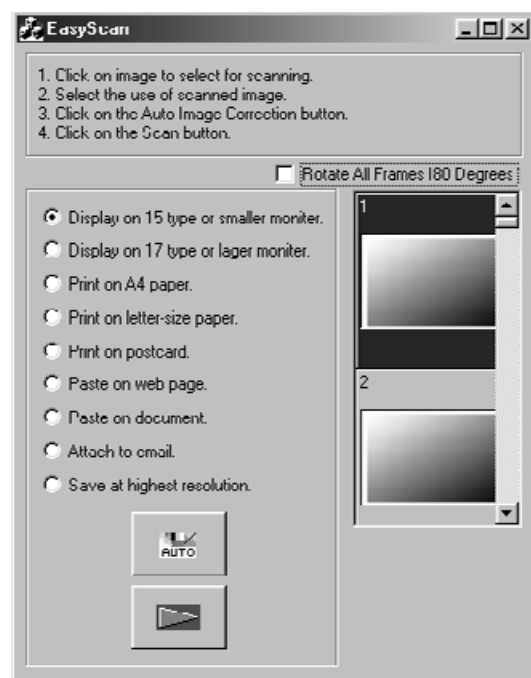 EasyScan
1. Click on image to select for scanning.
2. Select the use of scanned image.
3. Click on the Auto Image Correction button.
4. Click on the Scan button.
Rotate All Frames 180 Degrees
Display on 15 type or smaller moniter.
Display on 17 type or lager moniter.
Print on A4 paper.
Print on letter-size paper.
Print on postcard.
Paste on web page.
Paste on document.
Attach to email.
Save at highest resolution.
AUTO
1
2